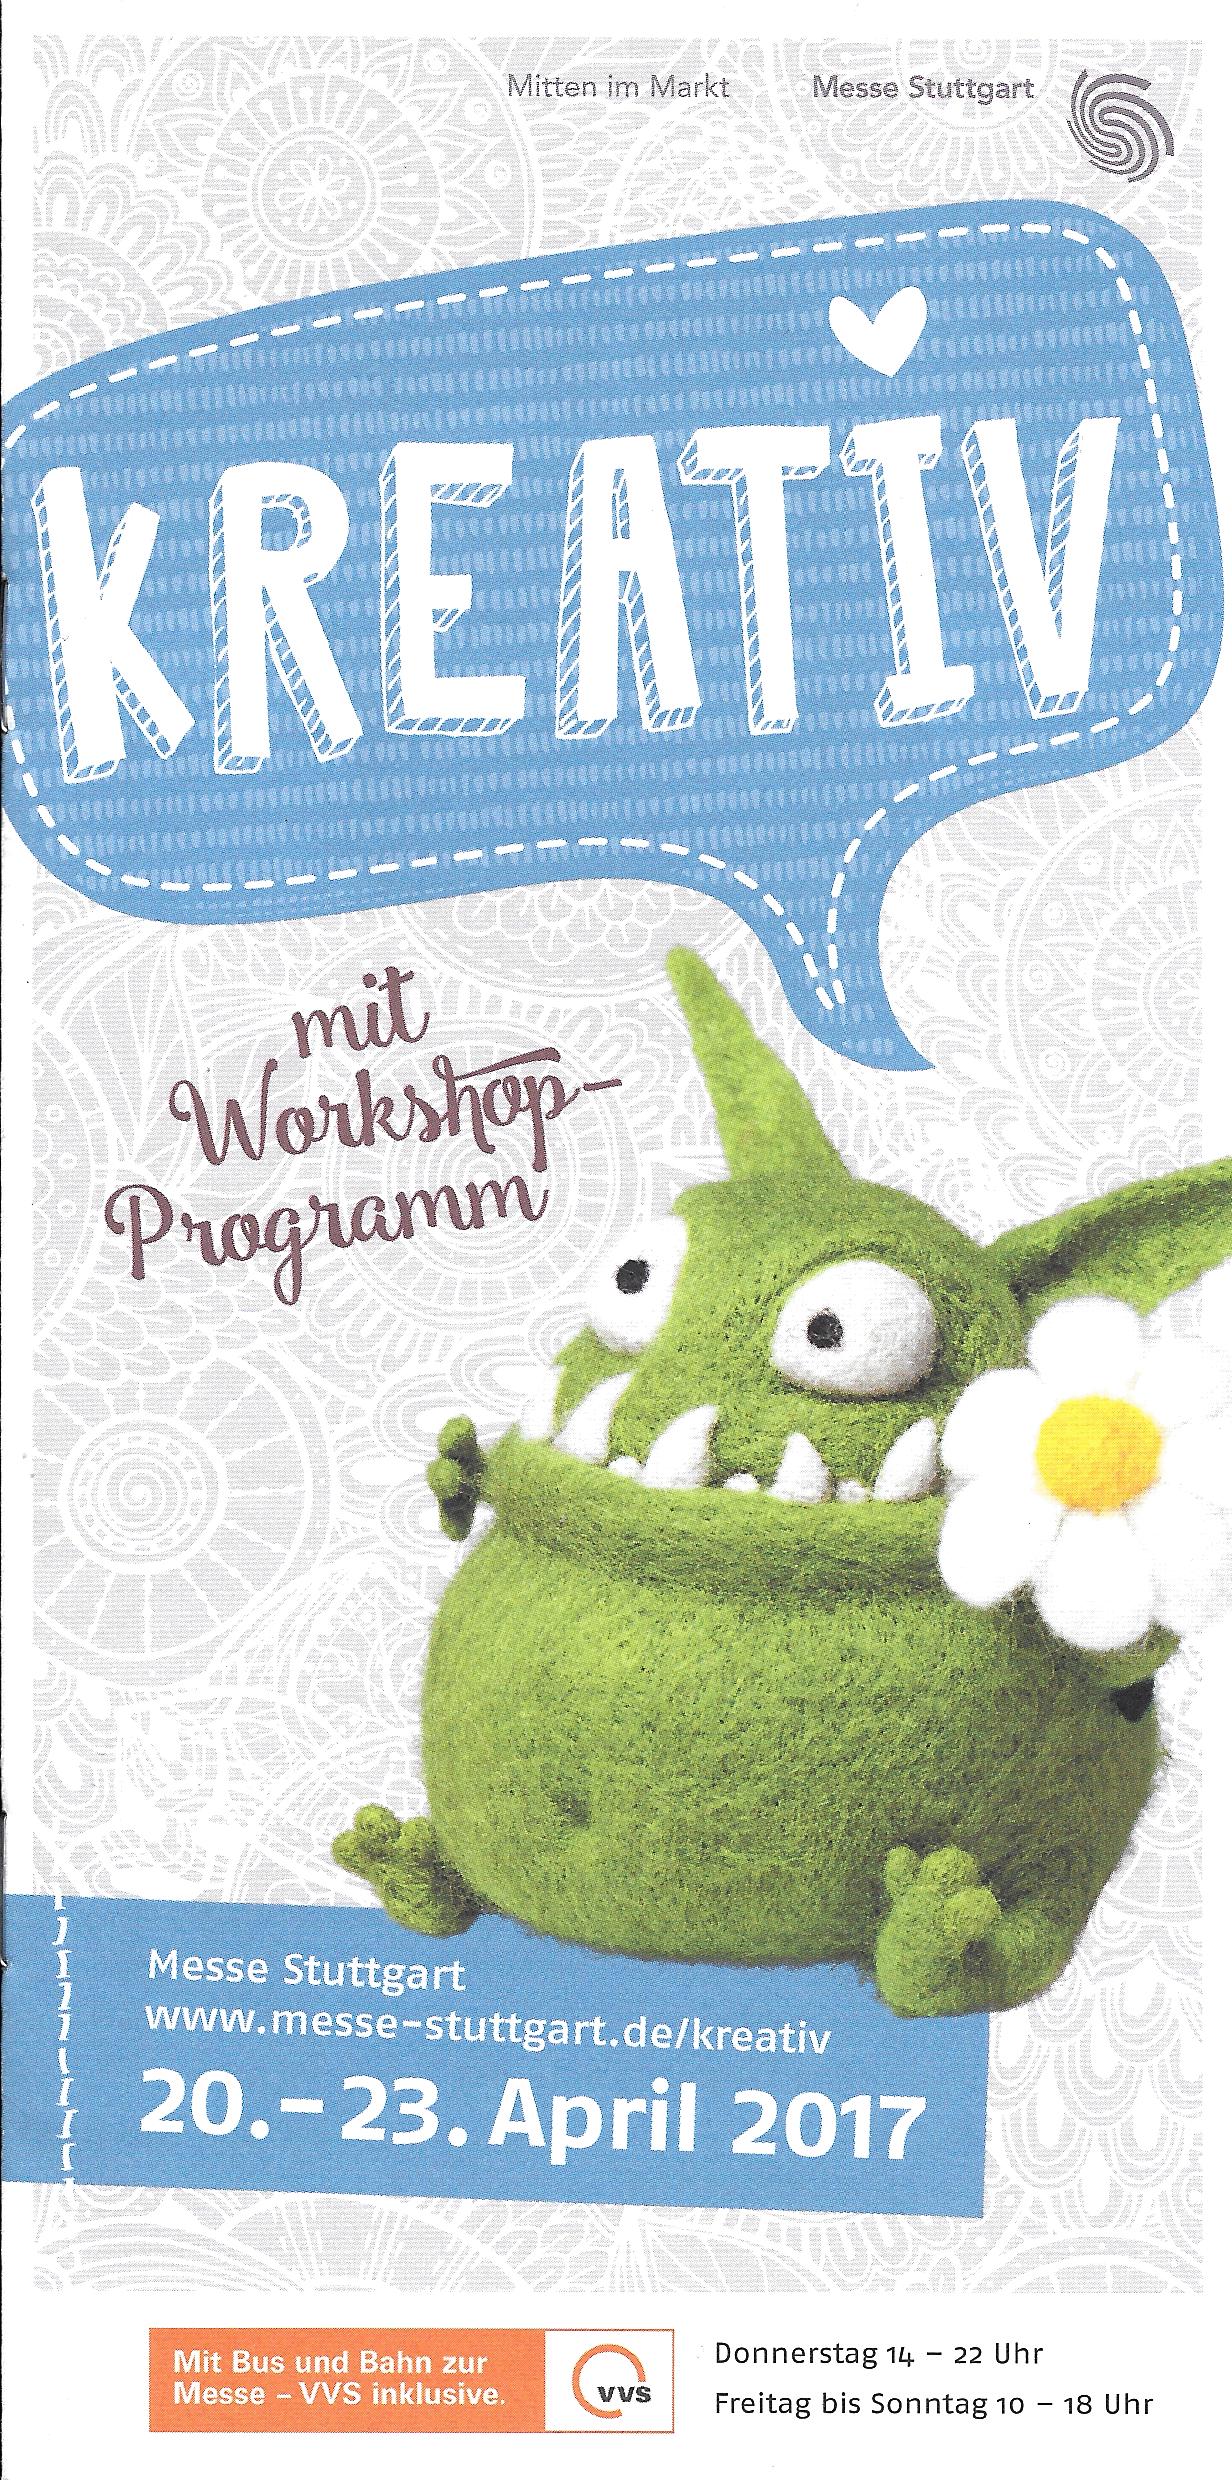 Mitten im Markt Messe Stuttgart
KREATIV
mit
Workshop-
Programm
Messe Stuttgart
www.messe-stuttgart.de/kreativ
20.– 23. April 2017
Mit Bus und Bahn zur
Messe – VVS inklusive.
VVS
Donnerstag 14 – 22 Uhr
Freitag bis Sonntag 10 – 18 Uhr